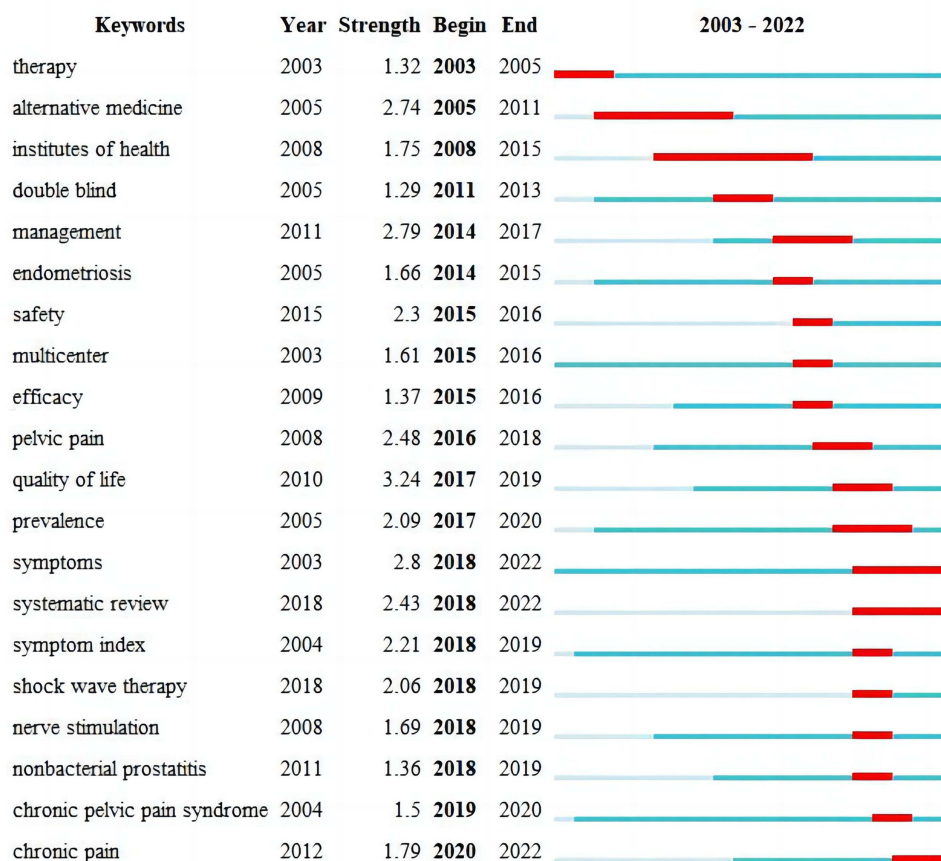 Keywords Year Strength Begin End 2003 - 2022
therapy 2003 1.32 2003 2005
alternative medicine 2005 2.74 2005 2011
institutes of health 2008 1.75 2008 2015
double blind 2005 1.29 2011 2013
management 2011 2.79 2014 2017
endometriosis 2005 1.66 2014 2015
safety 2015 2.3 2015 2016
multicenter 2003 1.61 2015 2016
efficacy 2009 1.37 2015 2016
pelvic pain 2008 2.48 2016 2018
quality of life 2010 3.24 2017 2019
prevalence 2005 2.09 2017 2020
symptoms 2003 2.8 2018 2022
systematic review 2018 2.43 2018 2022
symptom index 2004 2.21 2018 2019
shock wave therapy 2018 2.06 2018 2019
nerve stimulation 2008 1.69 2018 2019
nonbacterial prostatitis 2011 1.36 2018 2019
chronic pelvic pain syndrome 2004 1.5 2019 2020
chronic pain 2012 1.79 2020 2022